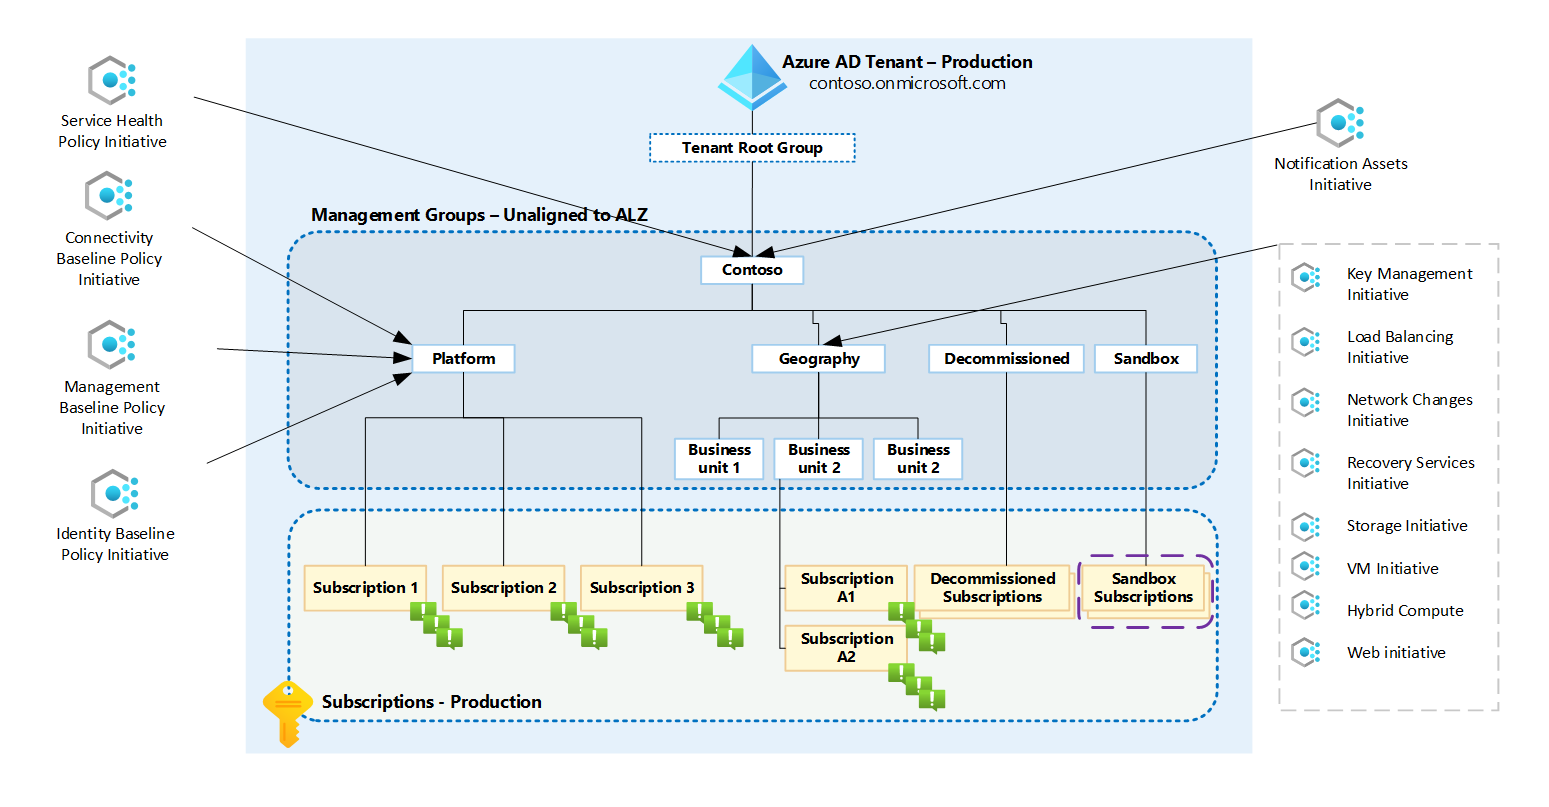 Azure AD Tenant – Production
contoso.onmicrosoft.com
Tenant Root Group
Service Health
Policy Initiative
Connectivity
Baseline Policy
Initiative
Management
Baseline Policy
Initiative
Identity Baseline
Policy Initiative
Notification Assets
Initiative
Management Groups – Unaligned to ALZ
Contoso
Platform
Geography
Decommissioned
Sandbox
Business
unit 1
Business
unit 2
Business
unit 2
Subscription 1
Subscription 2
Subscription 3
Subscription
A1
Subscription
A2
Decommissioned
Subscriptions
Sandbox
Subscriptions
Subscriptions - Production
Key Management
Initiative
Load Balancing
Initiative
Network Changes
Initiative
Recovery Services
Initiative
Storage Initiative
VM Initiative
Hybrid Compute
Web initiative